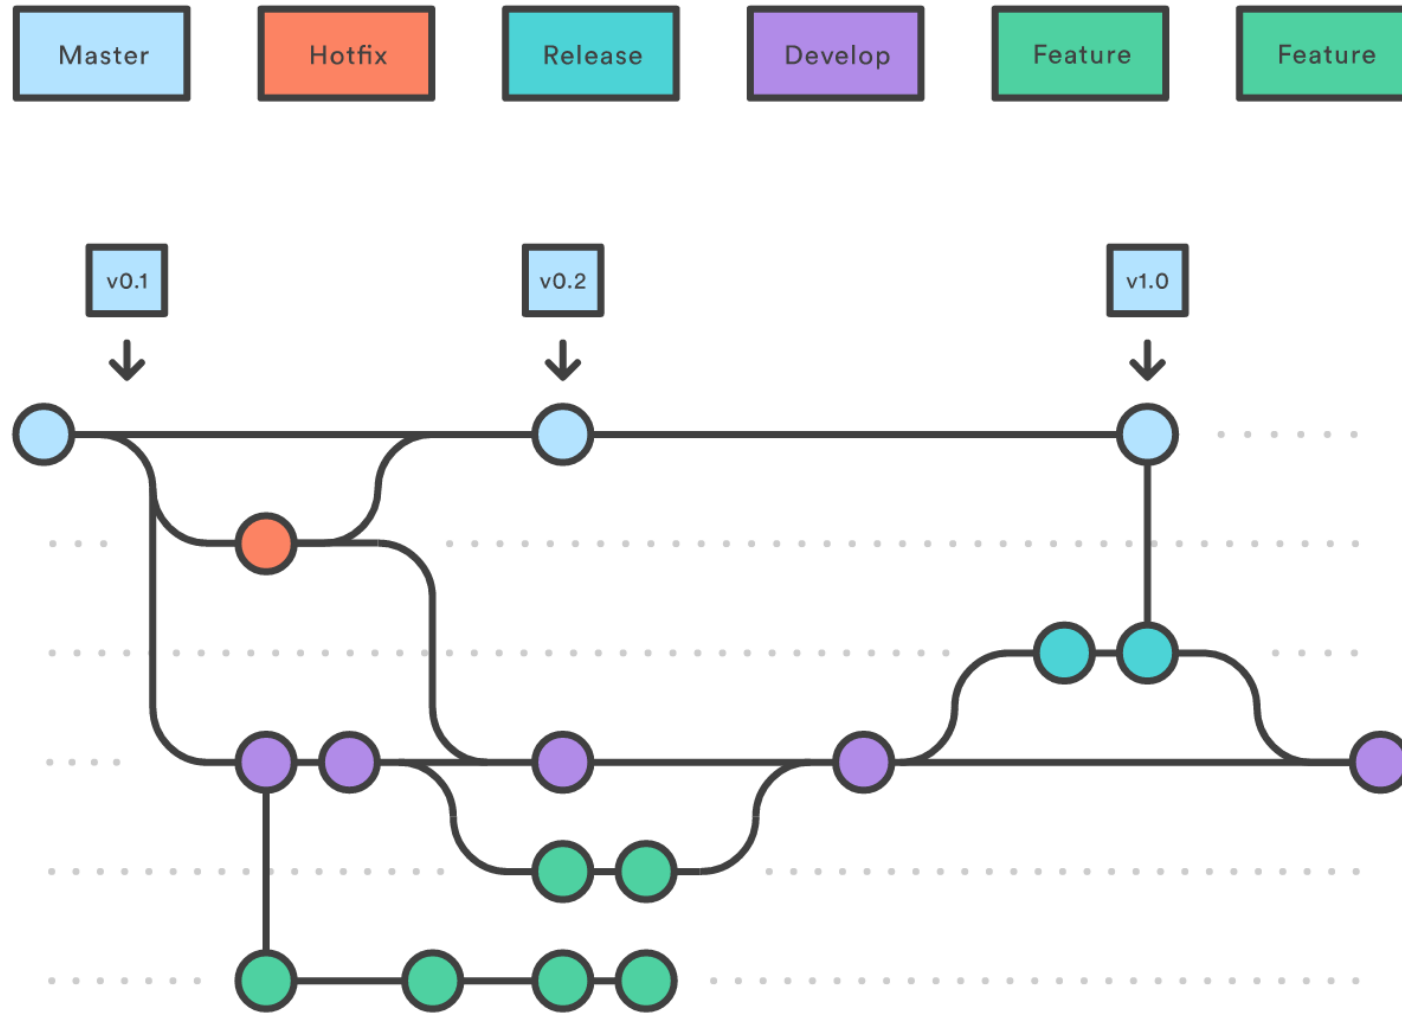 Master
Hotfix
Release
Develop
Feature
Feature
v0.1
v0.2
v1.0